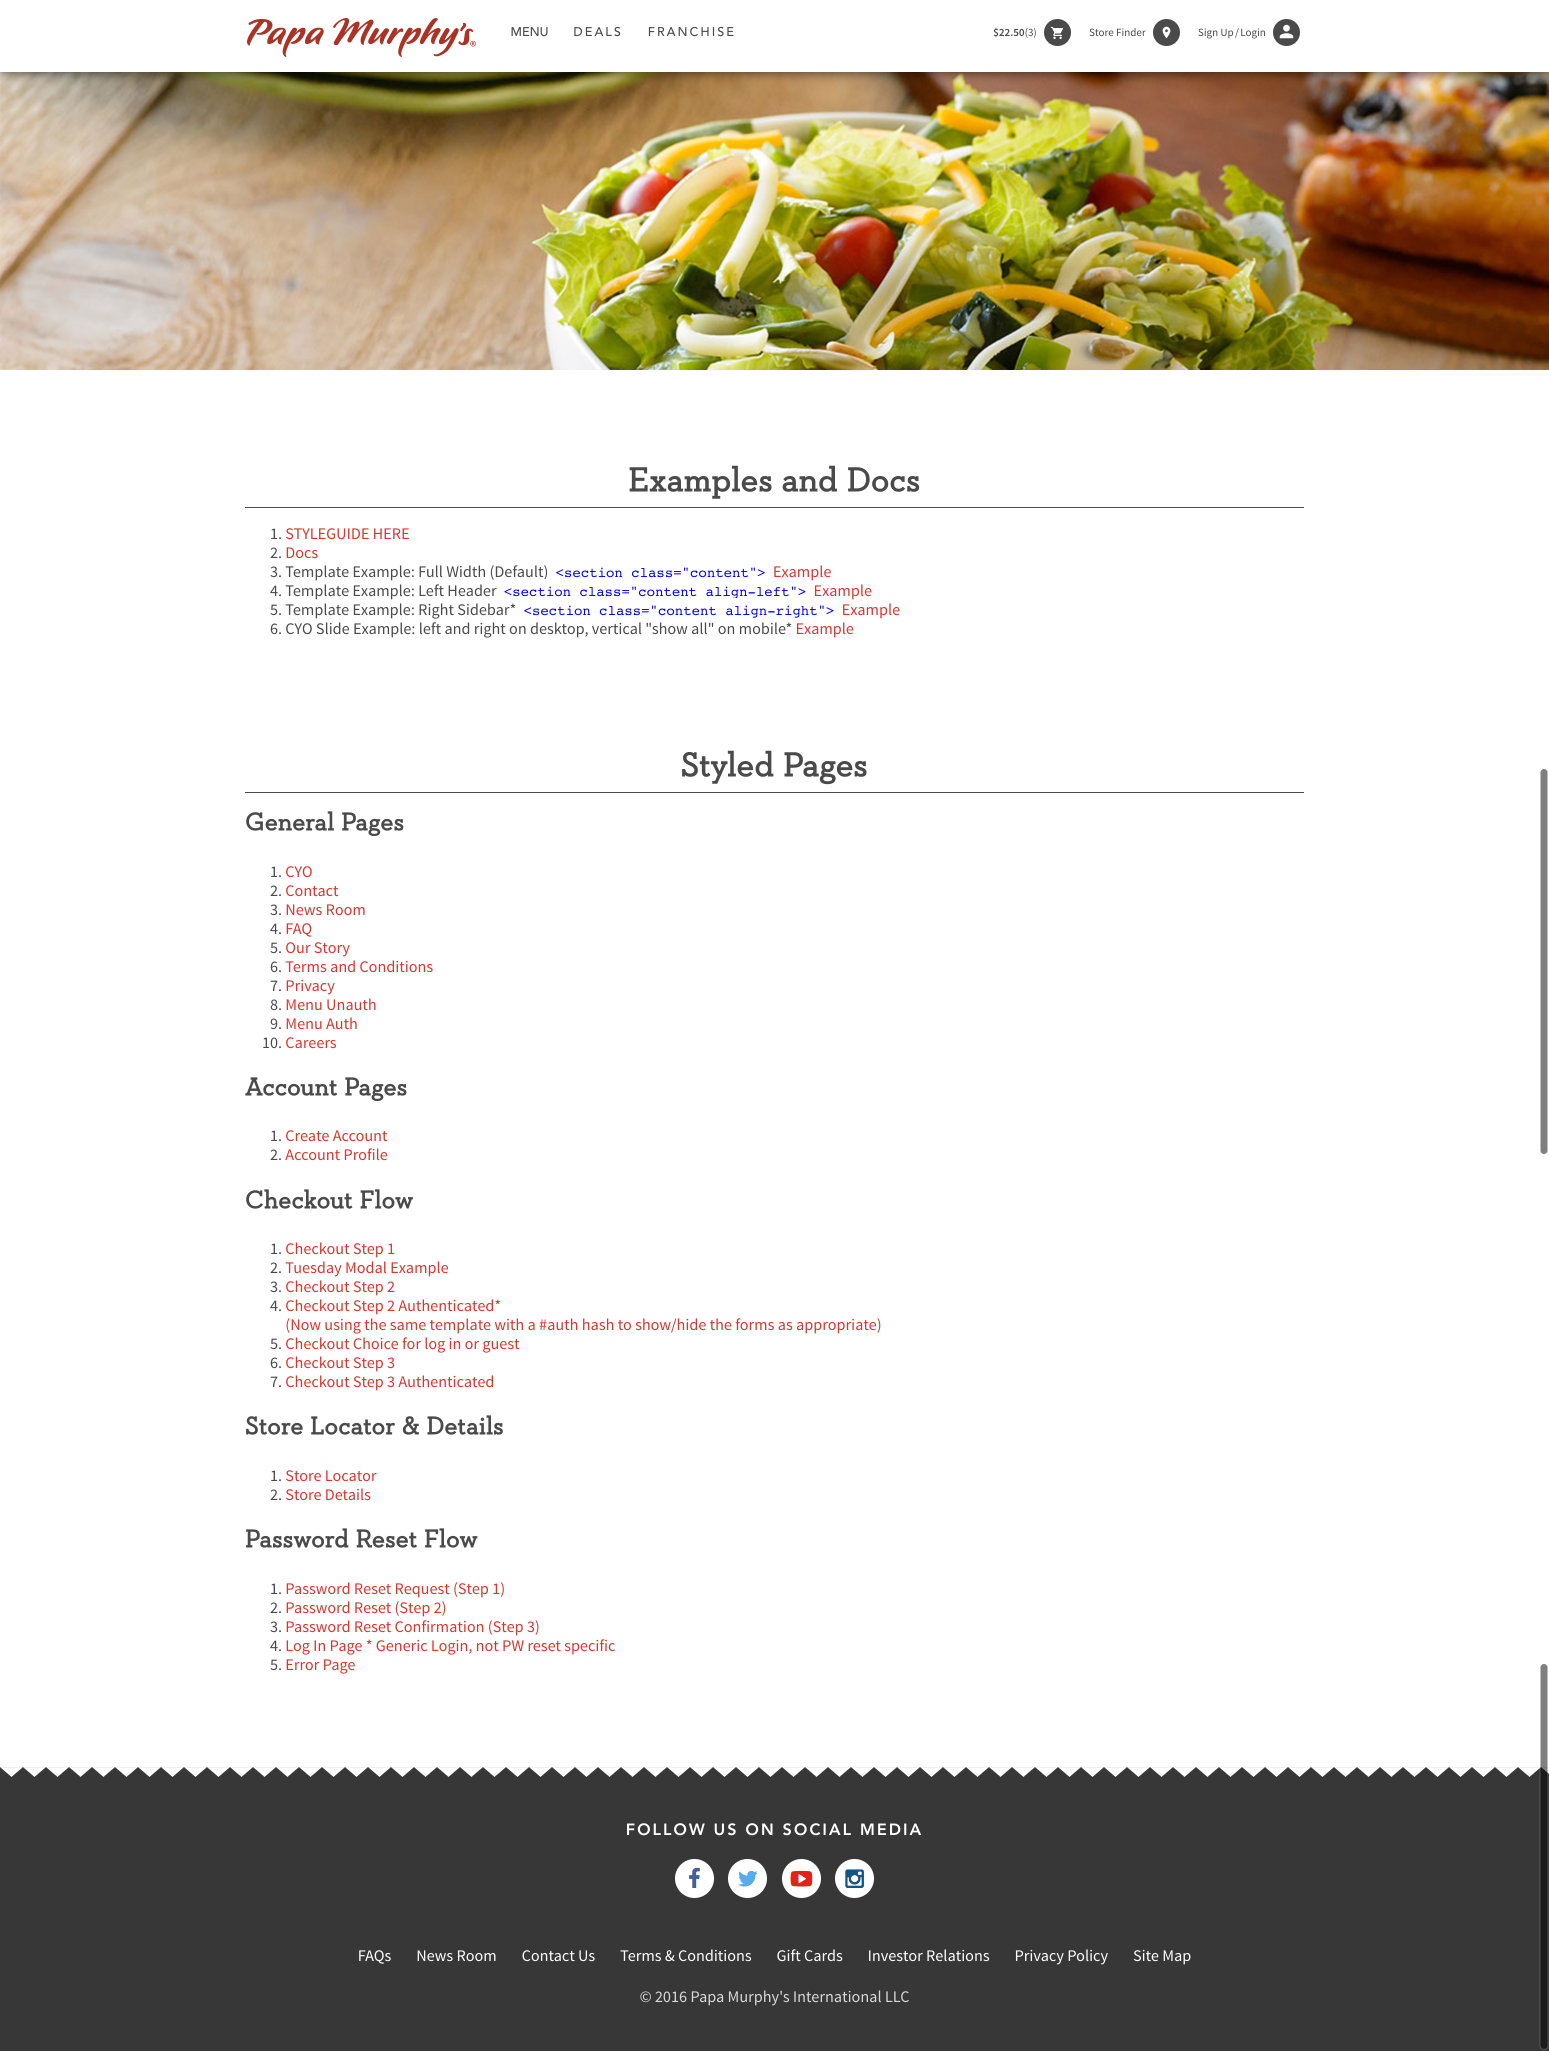 Papa Murphy's®
MENU DEALS FRANCHISE
$22.50(3) Store Finder Sign Up/Login
Examples and Docs
1. STYLEGUIDE HERE
2. Docs
3. Template Example: Full Width (Default) <section class="content"> Example
4. Template Example: Left Header <section class="content align-left"> Example
5. Template Example: Right Sidebar* <section class="content align-right"> Example
6. CYO Slide Example: left and right on desktop, vertical "show all" on mobile* Example
Styled Pages
General Pages
1. CYO
2. Contact
3. News Room
4. FAQ
5. Our Story
6. Terms and Conditions
7. Privacy
8. Menu Unauth
9. Menu Auth
10. Careers
Account Pages
1. Create Account
2. Account Profile
Checkout Flow
1. Checkout Step 1
2. Tuesday Modal Example
3. Checkout Step 2
4. Checkout Step 2 Authenticated*
(Now using the same template with a #auth hash to show/hide the forms as appropriate)
5. Checkout Choice for log in or guest
6. Checkout Step 3
7. Checkout Step 3 Authenticated
Store Locator & Details
1. Store Locator
2. Store Details
Password Reset Flow
1. Password Reset Request (Step 1)
2. Password Reset (Step 2)
3. Password Reset Confirmation (Step 3)
4. Log In Page * Generic Login, not PW reset specific
5. Error Page
FOLLOW US ON SOCIAL MEDIA
FAQs News Room Contact Us Terms & Conditions Gift Cards Investor Relations Privacy Policy Site Map
© 2016 Papa Murphy's International LLC